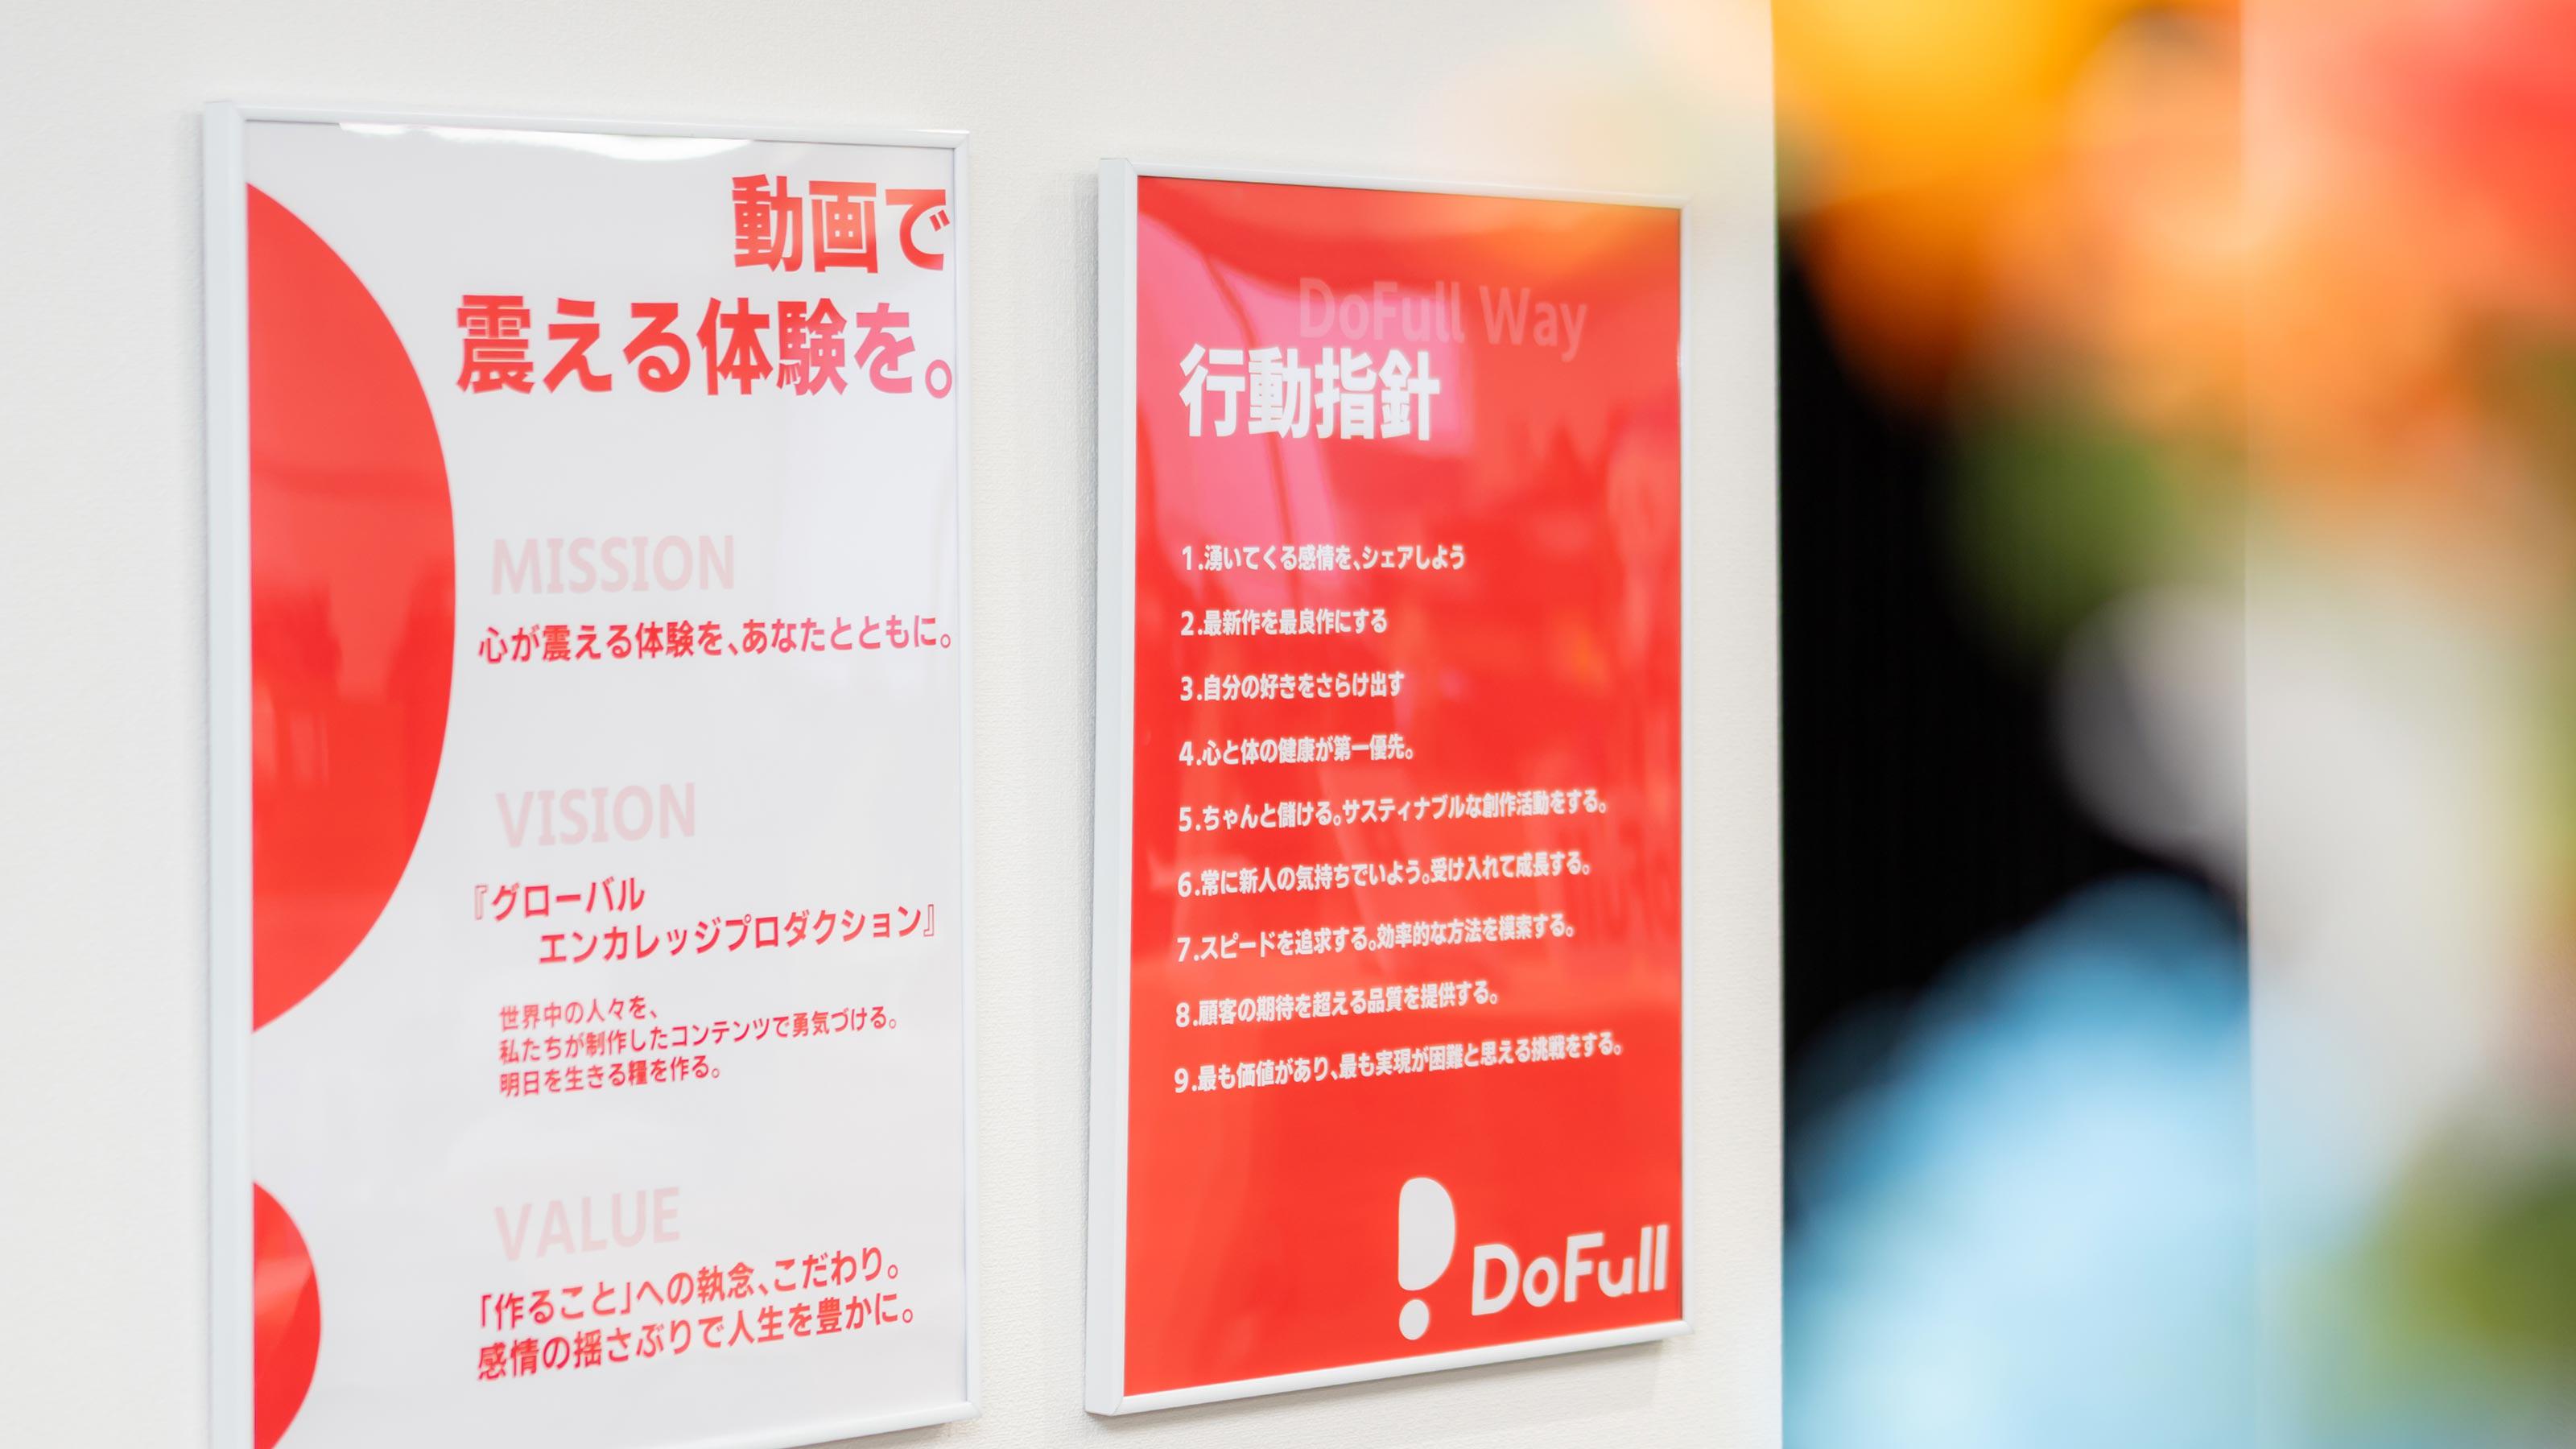 動画で
震える体験を。
MISSION
心が震える体験を、あなたとともに。
VISION
『グローバル
エンカレッジプロダクション』
世界中の人々を、
私たちが制作したコンテンツで勇気づける。
明日を生きる糧を作る。
VALUE
「作ること」への執念、こだわり。
感情の揺さぶりで人生を豊かに。
DoFull Way
行動指針
1.湧いてくる感情を、シェアしよう
2.最新作を最良作にする
3.自分の好きをさらけ出す
4.心と体の健康が第一優先。
5.ちゃんと儲ける。サスティナブルな創作活動をする。
6.常に新人の気持ちでいよう。受け入れて成長する。
7.スピードを追求する。効率的な方法を模索する。
8.顧客の期待を超える品質を提供する。
9.最も価値があり、最も実現が困難と思える挑戦をする。
DoFull